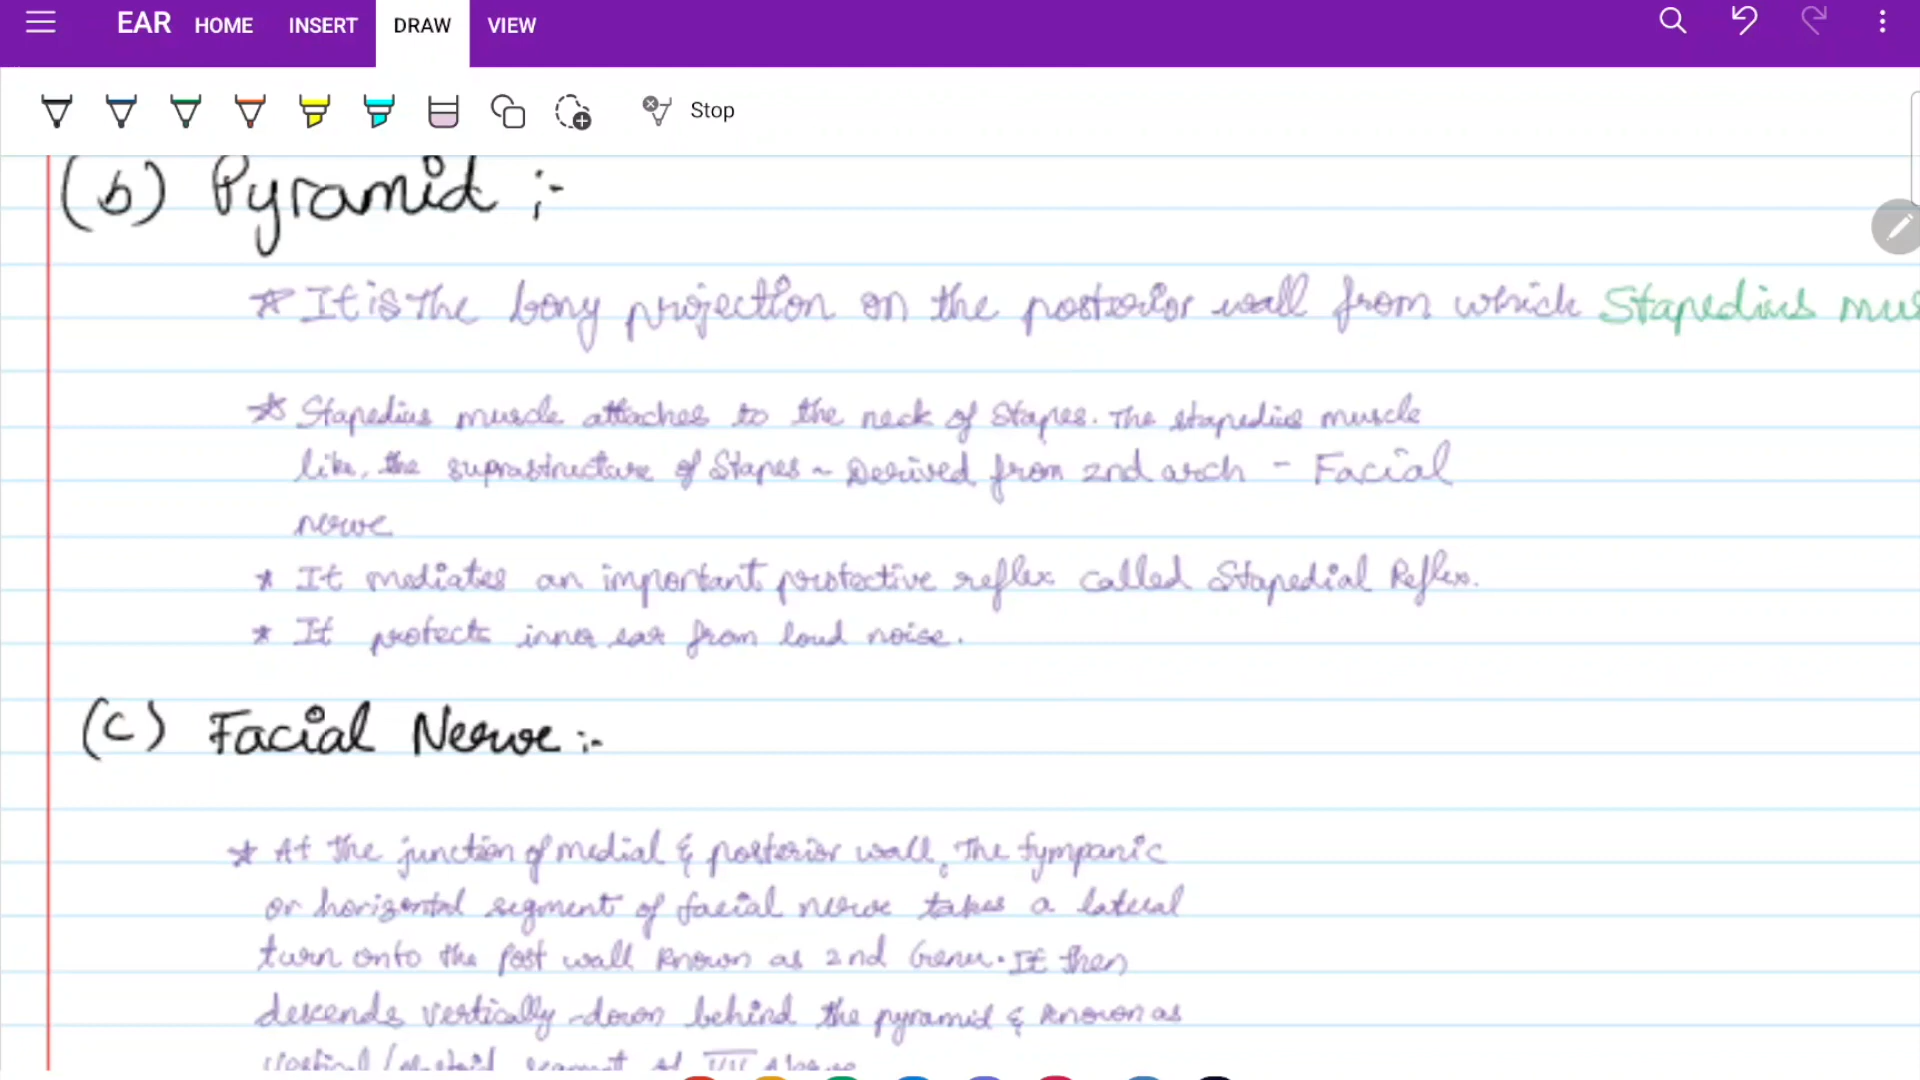 EAR HOME INSERT DRAW VIEW
Stop
(b) Pyramid :-
* It is the bony projection on the posterior wall from which Stapedius mus
* Stapedius muscle attaches to the neck of Stapes. The stapedius muscle
like, the suprastructure of Stapes ~ Derived from 2nd arch - Facial
nerve
* It mediates an important protective reflex called Stapedial Reflex.
* It protects inner ear from loud noise.
(c) Facial Nerve :-
* At the junction of medial & posterior wall, The tympanic
or horizontal segment of facial nerve takes a lateral
turn onto the Post wall known as 2nd Genu. It then
descends vertically down behind the pyramid & known as